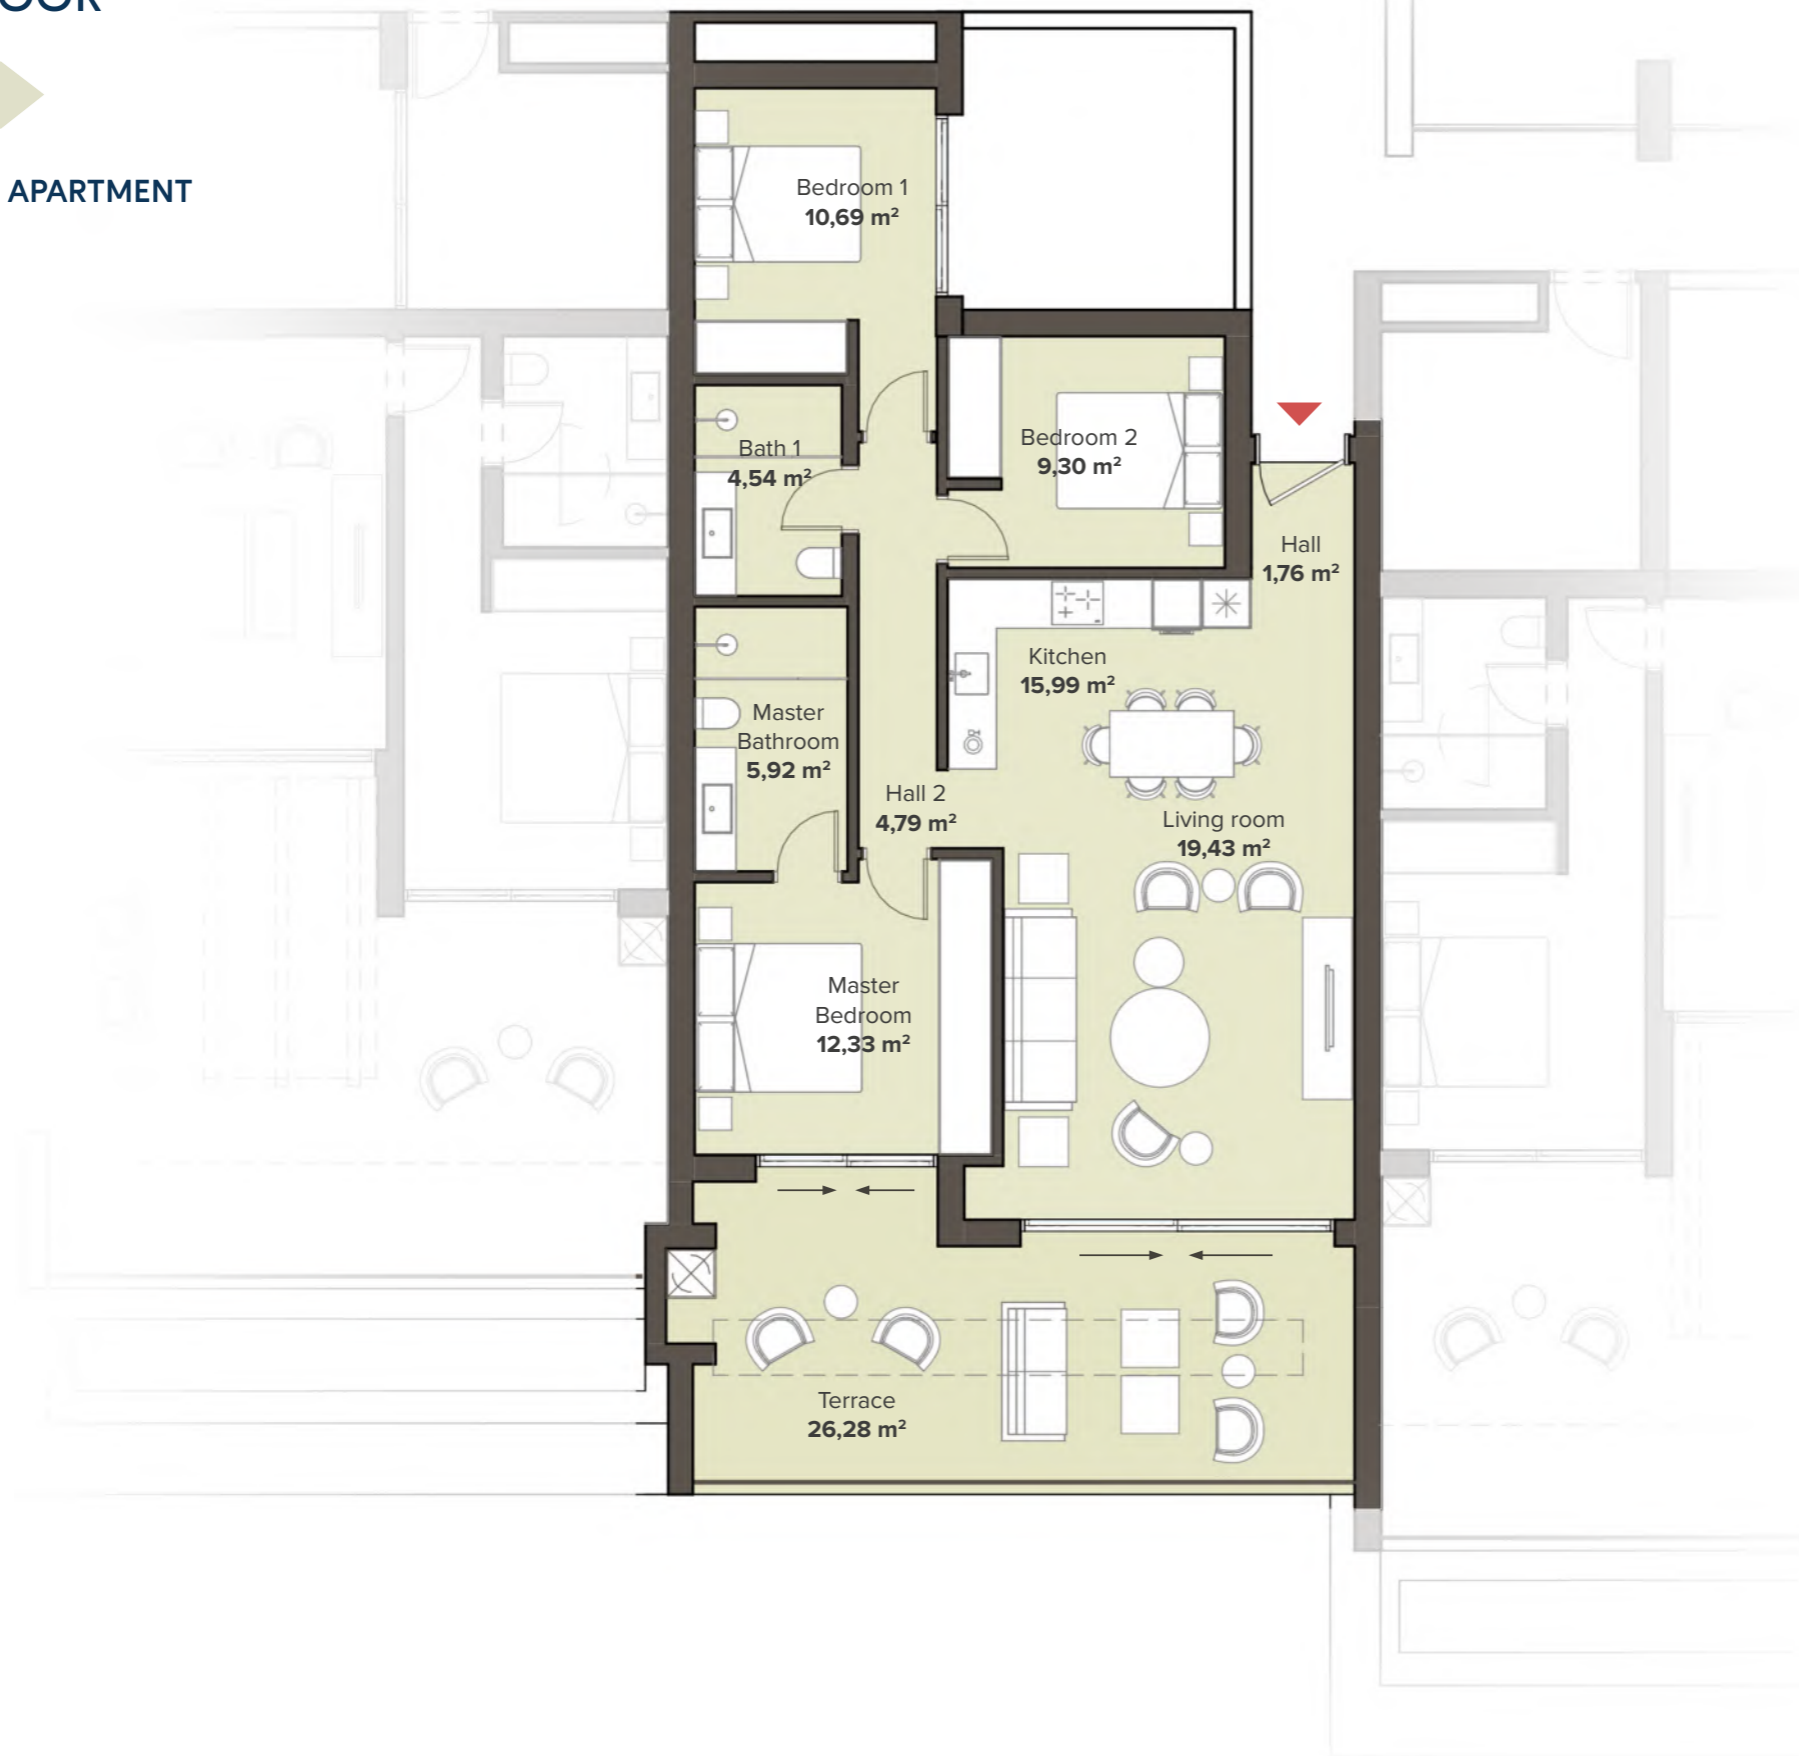 APARTMENT
Bedroom 1
10,69 m²
Bedroom 2
9,30 m²
Bath 1
4,54 m²
Hall
1,76 m²
Kitchen
15,99 m²
Master
Bathroom
5,92 m²
Hall 2
4,79 m²
Living room
19,43 m²
Master
Bedroom
12,33 m²
Terrace
26,28 m²